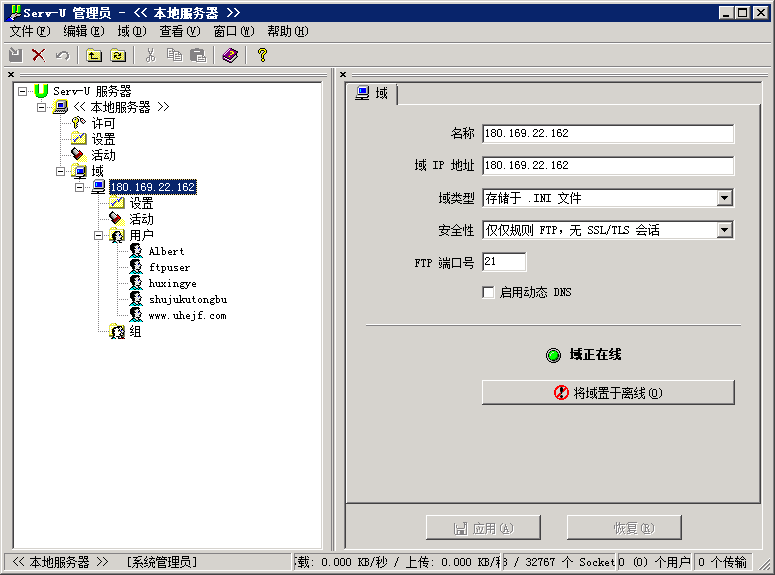 Serv-U 管理员 - << 本地服务器 >>
文件(F) 编辑(E) 域(D) 查看(V) 窗口(W) 帮助(H)
Serv-U 服务器
<< 本地服务器 >>
许可
设置
活动
域
180.169.22.162
设置
活动
用户
Albert
ftpuser
huxingye
shujukutongbu
www.uhejf.com
组
域
名称 180.169.22.162
域 IP 地址 180.169.22.162
域类型 存储于 .INI 文件
安全性 仅仅规则 FTP，无 SSL/TLS 会话
FTP 端口号 21
启用动态 DNS
域正在线
将域置于离线(O)
应用(A) 恢复(R)
<< 本地服务器 >> [系统管理员] 下载: 0.000 KB/秒 / 上传: 0.000 KB/ / 32767 个 Socket 0 (0) 个用户 0 个传输